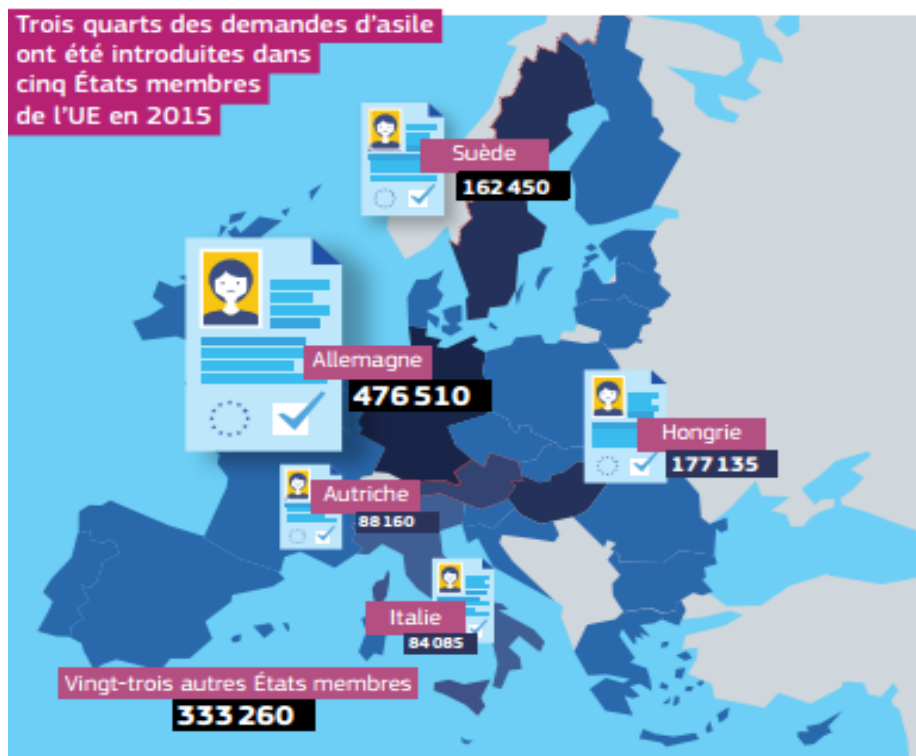 Trois quarts des demandes d'asile
ont été introduites dans
cinq États membres
de l'UE en 2015
Suède
162 450
Allemagne
476 510
Hongrie
177 135
Autriche
88 160
Italie
84 085
Vingt-trois autres États membres
333 260